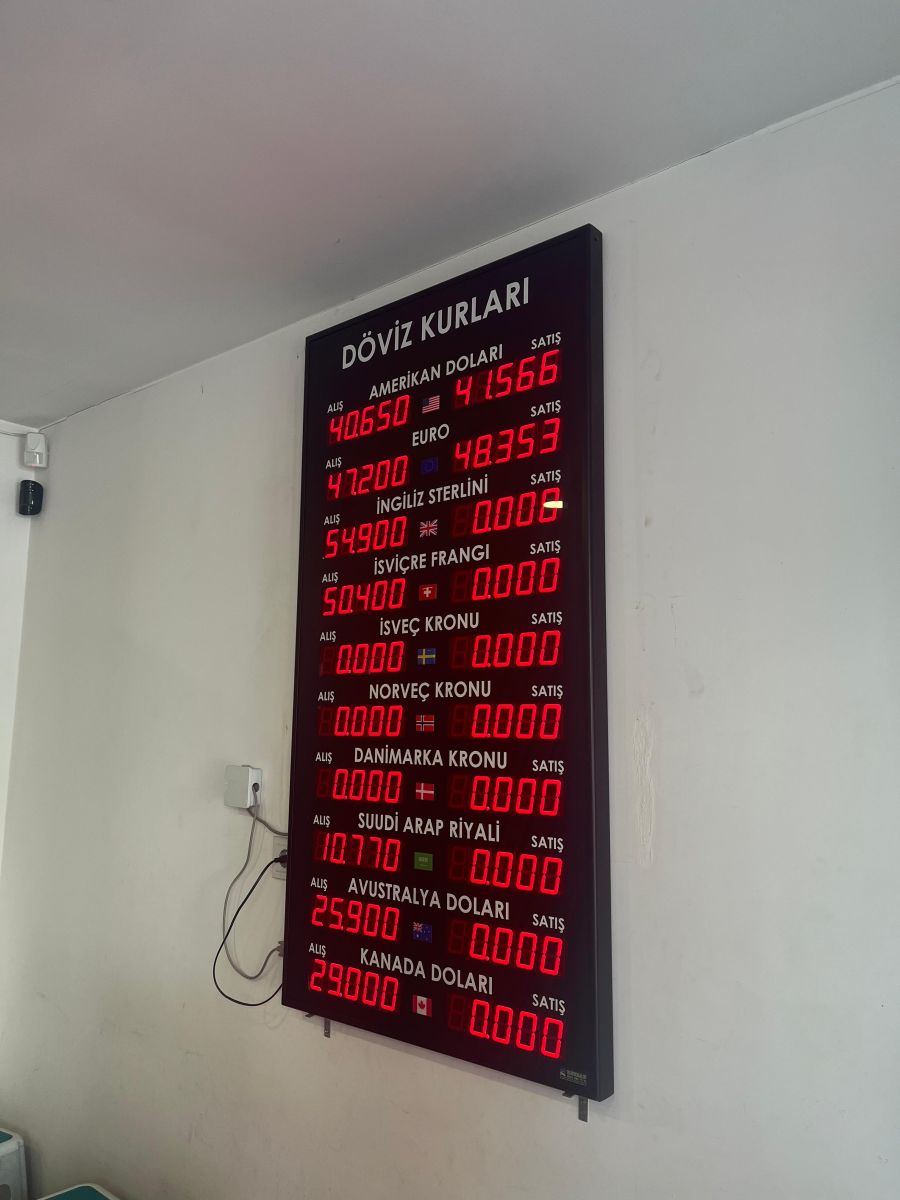 DÖVİZ KURLARI
ALIŞ AMERİKAN DOLARI SATIŞ
40.650 41.566
ALIŞ EURO SATIŞ
47.200 48.353
ALIŞ İNGİLİZ STERLİNİ SATIŞ
54.900 0.000
ALIŞ İSVİÇRE FRANGI SATIŞ
50.400 0.000
ALIŞ İSVEÇ KRONU SATIŞ
0.000 0.000
ALIŞ NORVEÇ KRONU SATIŞ
0.000 0.000
ALIŞ DANİMARKA KRONU SATIŞ
0.000 0.000
ALIŞ SUUDİ ARAP RİYALİ SATIŞ
10.770 0.000
ALIŞ AVUSTRALYA DOLARI SATIŞ
25.900 0.000
ALIŞ KANADA DOLARI SATIŞ
29.000 0.000